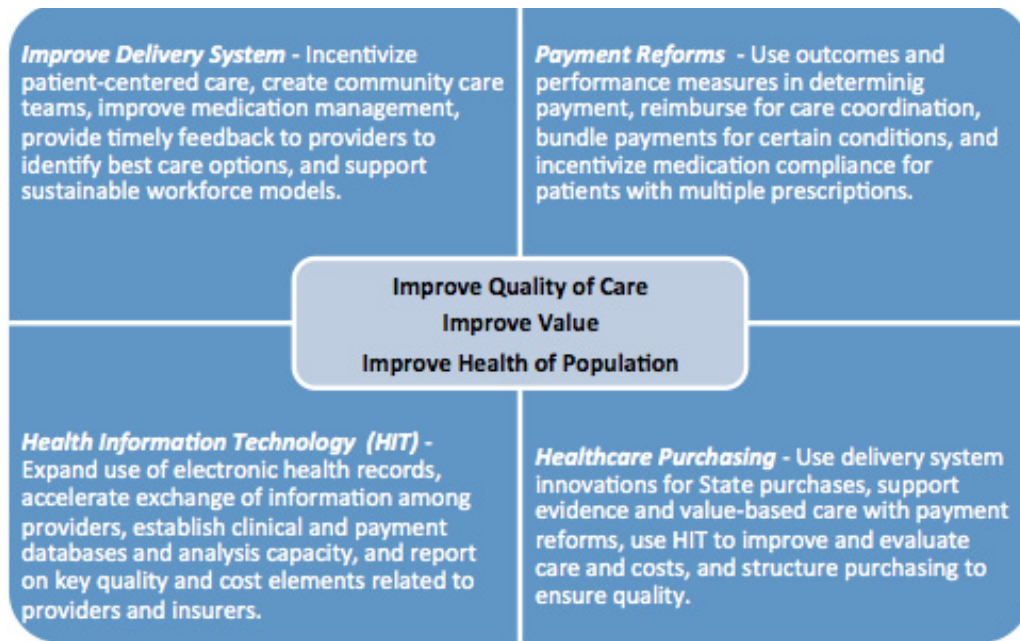 Improve Delivery System - Incentivize
patient-centered care, create community care
teams, improve medication management,
provide timely feedback to providers to
identify best care options, and support
sustainable workforce models.
Payment Reforms - Use outcomes and
performance measures in determinig
payment, reimburse for care coordination,
bundle payments for certain conditions, and
incentivize medication compliance for
patients with multiple prescriptions.
Improve Quality of Care
Improve Value
Improve Health of Population
Health Information Technology (HIT) -
Expand use of electronic health records,
accelerate exchange of information among
providers, establish clinical and payment
databases and analysis capacity, and report
on key quality and cost elements related to
providers and insurers.
Healthcare Purchasing - Use delivery system
innovations for State purchases, support
evidence and value-based care with payment
reforms, use HIT to improve and evaluate
care and costs, and structure purchasing to
ensure quality.